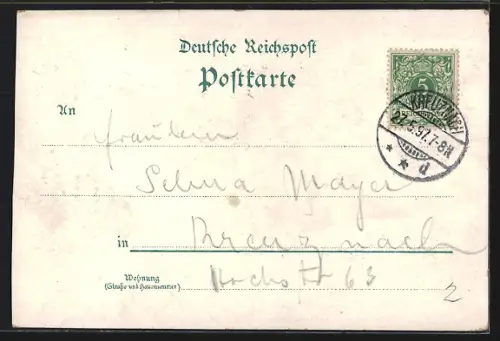 Deutsche Reichspost
Postkarte
5
KREUZNACH
27.5.97.7-8N.
* * d
An
Fräulein
Selma Mayer
in Kreuznach
Wohnung
(Straße und Hausnummer)
Hochstr 63
2